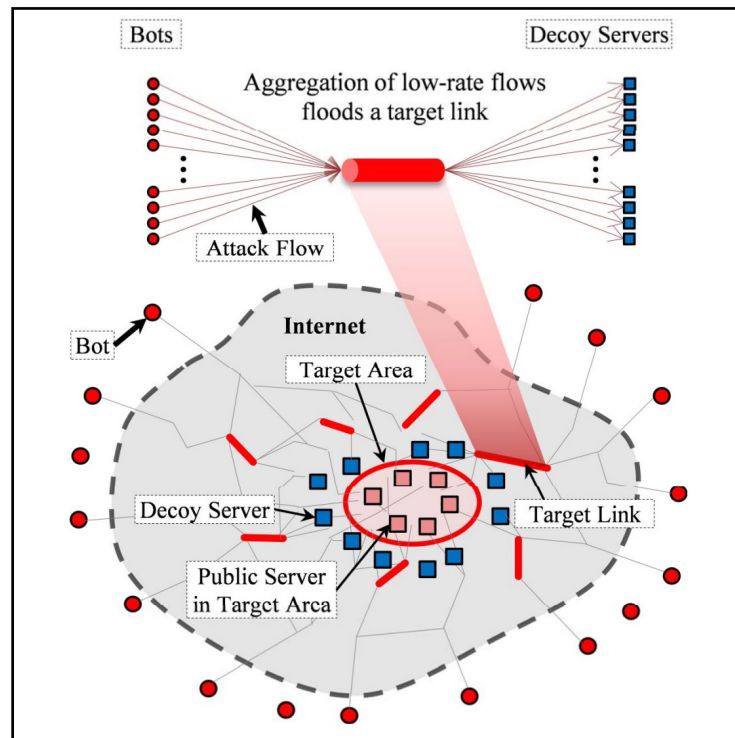 Bots
Decoy Servers
Aggregation of low-rate flows
floods a target link
Attack Flow
Bot
Internet
Target Area
Decoy Server
Target Link
Public Server
in Target Area